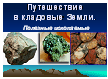 Путешествие
в кладовые Земли.
Полезные ископаемые